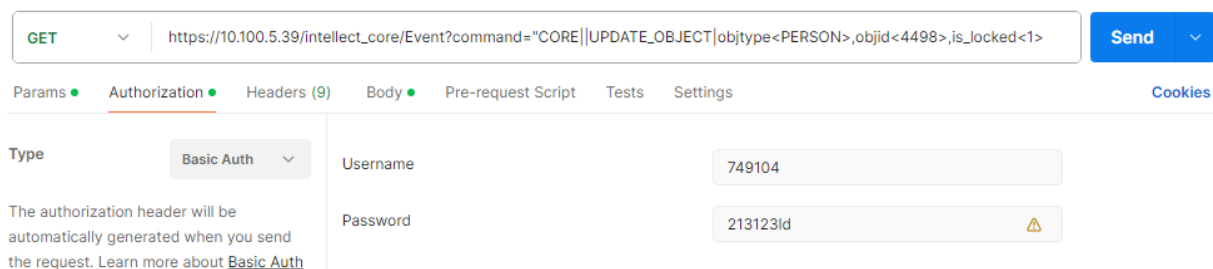 GET https://10.100.5.39/intellect_core/Event?command="CORE||UPDATE_OBJECT|objtype<PERSON>,objid<4498>,is_locked<1> Send
Params Authorization Headers (9) Body Pre-request Script Tests Settings Cookies
Type Basic Auth
Username 749104
The authorization header will be
automatically generated when you send
the request. Learn more about Basic Auth
Password 213123ld